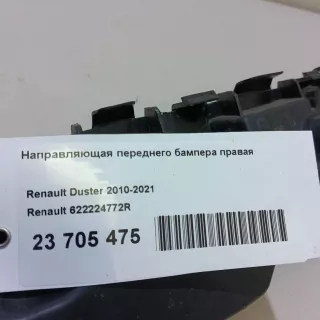 Направляющая переднего бампера правая
Renault Duster 2010-2021
Renault 622224772R
23 705 475